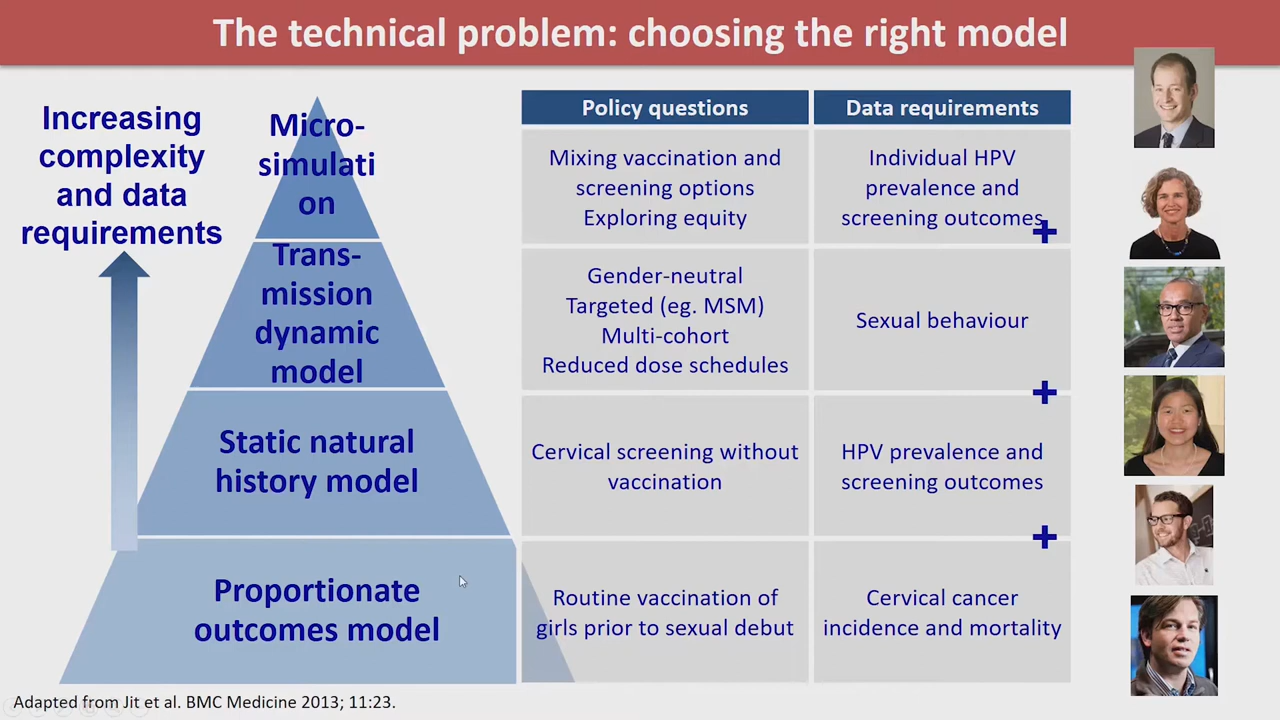 The technical problem: choosing the right model
Increasing
complexity
and data
requirements
Micro-
simulati
on
Trans-
mission
dynamic
model
Static natural
history model
Proportionate
outcomes model
Policy questions
Data requirements
Mixing vaccination and
screening options
Exploring equity
Individual HPV
prevalence and
screening outcomes
+
Gender-neutral
Targeted (eg. MSM)
Multi-cohort
Reduced dose schedules
Sexual behaviour
+
Cervical screening without
vaccination
HPV prevalence and
screening outcomes
+
Routine vaccination of
girls prior to sexual debut
Cervical cancer
incidence and mortality
Adapted from Jit et al. BMC Medicine 2013; 11:23.